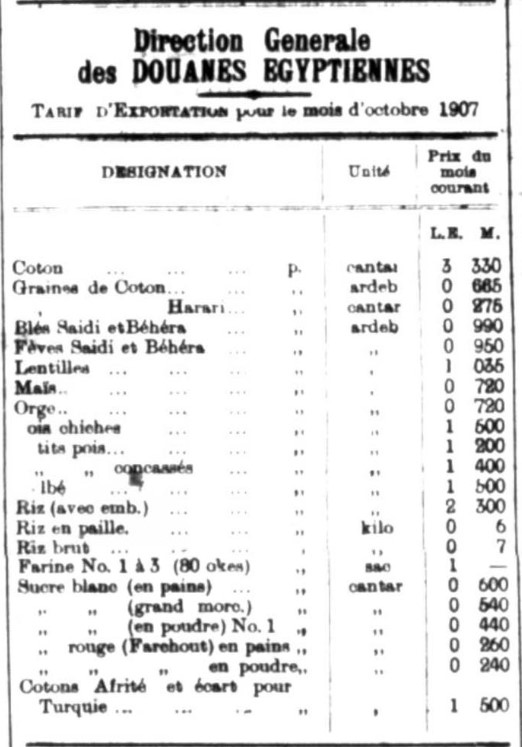 Direction Generale
des DOUANES EGYPTIENNES
TARIF D'EXPORTATION pour le mois d'octobre 1907
DESIGNATION Unité Prix du mois courant
L.E. M.
Coton ... ... ... p. cantar 3 330
Graines de Coton... ... ,, ardeb 0 665
, Harari... ... ,, cantar 0 275
Blés Saidi et Béhéra ... ,, ardeb 0 990
Fèves Saidi et Béhéra ... ,, ,, 0 950
Lentilles ... ... ... ,, , 1 035
Maïs.. ... ... ... ,, ,, 0 720
Orge.. ... ... ... ,, ,, 0 720
ois chiches ... ... ,, ,, 1 500
tits pois... ... ... ,, ,, 1 200
,, ,, concassés ... ,, ,, 1 400
lbé ... ... ... ,, ,, 1 500
Riz (avec emb.) ... ... ,, ,, 2 300
Riz en paille. ... ... ,, kilo 0 6
Riz brut ... ... ... , ,, 0 7
Farine No. 1 à 3 (80 okes) ,, sac 1 —
Sucre blanc (en pains) ... ,, cantar 0 600
,, ,, (grand morc.) ,, ,, 0 540
,, ,, (en poudre) No. 1 ,, ,, 0 440
,, rouge (Farehout) en pains ,, ,, 0 260
,, ,, ,, en poudre,, ,, 0 240
Cotons Afrité et écart pour
Turquie ... ... ... ,, , 1 500